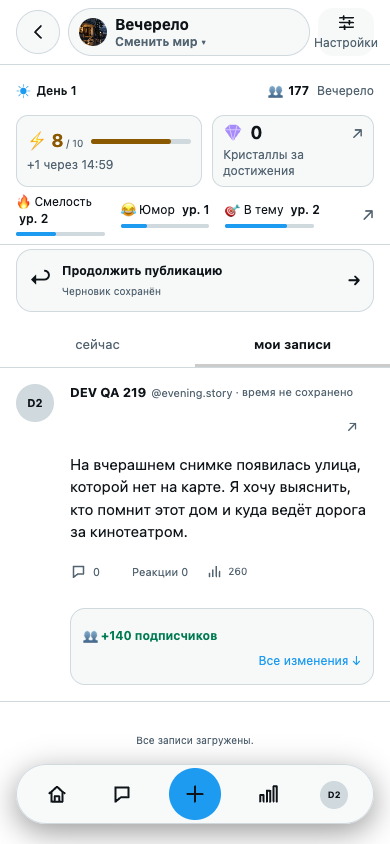 Вечерело
Сменить мир ▾
Настройки
День 1
177 Вечерело
8 / 10
+1 через 14:59
0
Кристаллы за
достижения
Смелость
ур. 2
Юмор ур. 1
В тему ур. 2
Продолжить публикацию
Черновик сохранён
сейчас
мои записи
D2
DEV QA 219 @evening.story · время не сохранено
На вчерашнем снимке появилась улица,
которой нет на карте. Я хочу выяснить,
кто помнит этот дом и куда ведёт дорога
за кинотеатром.
0
Реакции 0
260
+140 подписчиков
Все изменения ↓
Все записи загружены.
D2